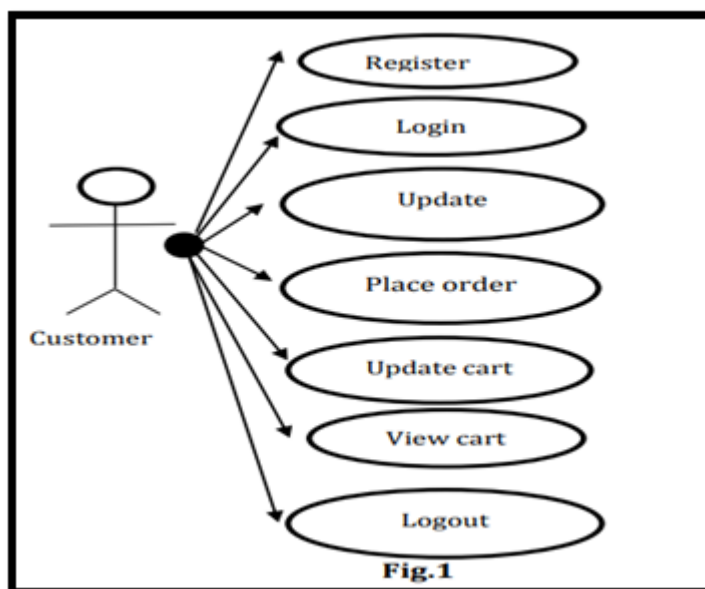 Register
Login
Update
Place order
Customer
Update cart
View cart
Logout
Fig.1